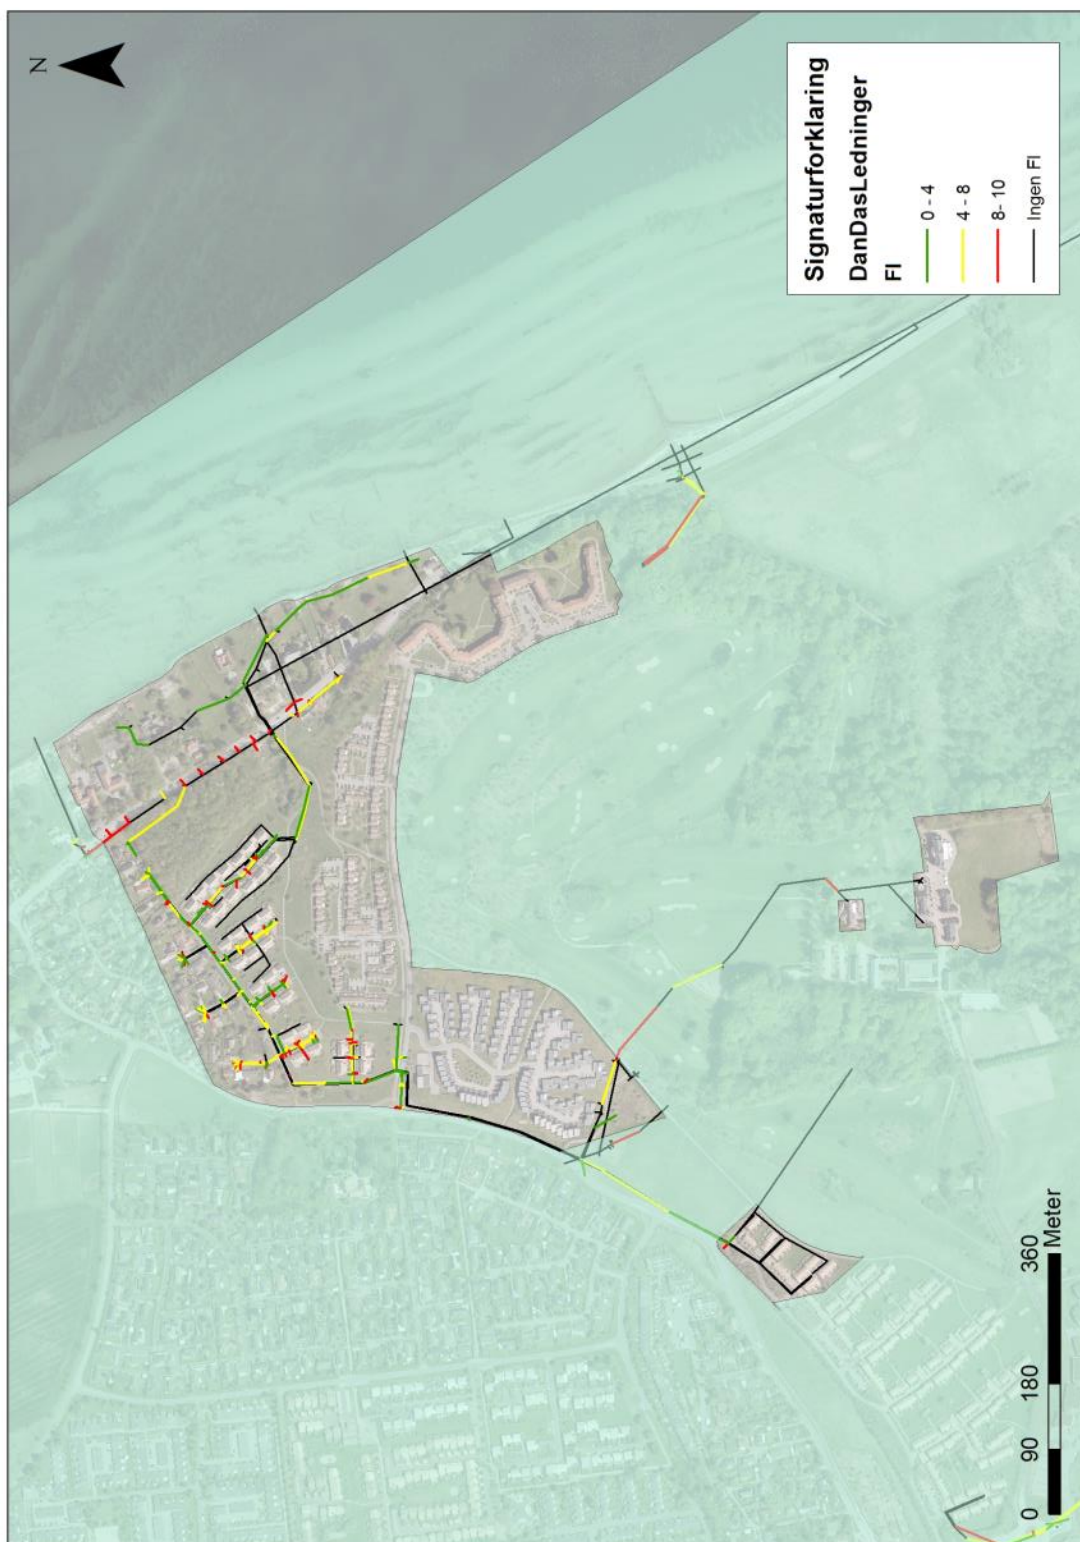 N
Signaturforklaring
DanDasLedninger
FI
0 - 4
4 - 8
8- 10
Ingen FI
0 90 180 360
Meter